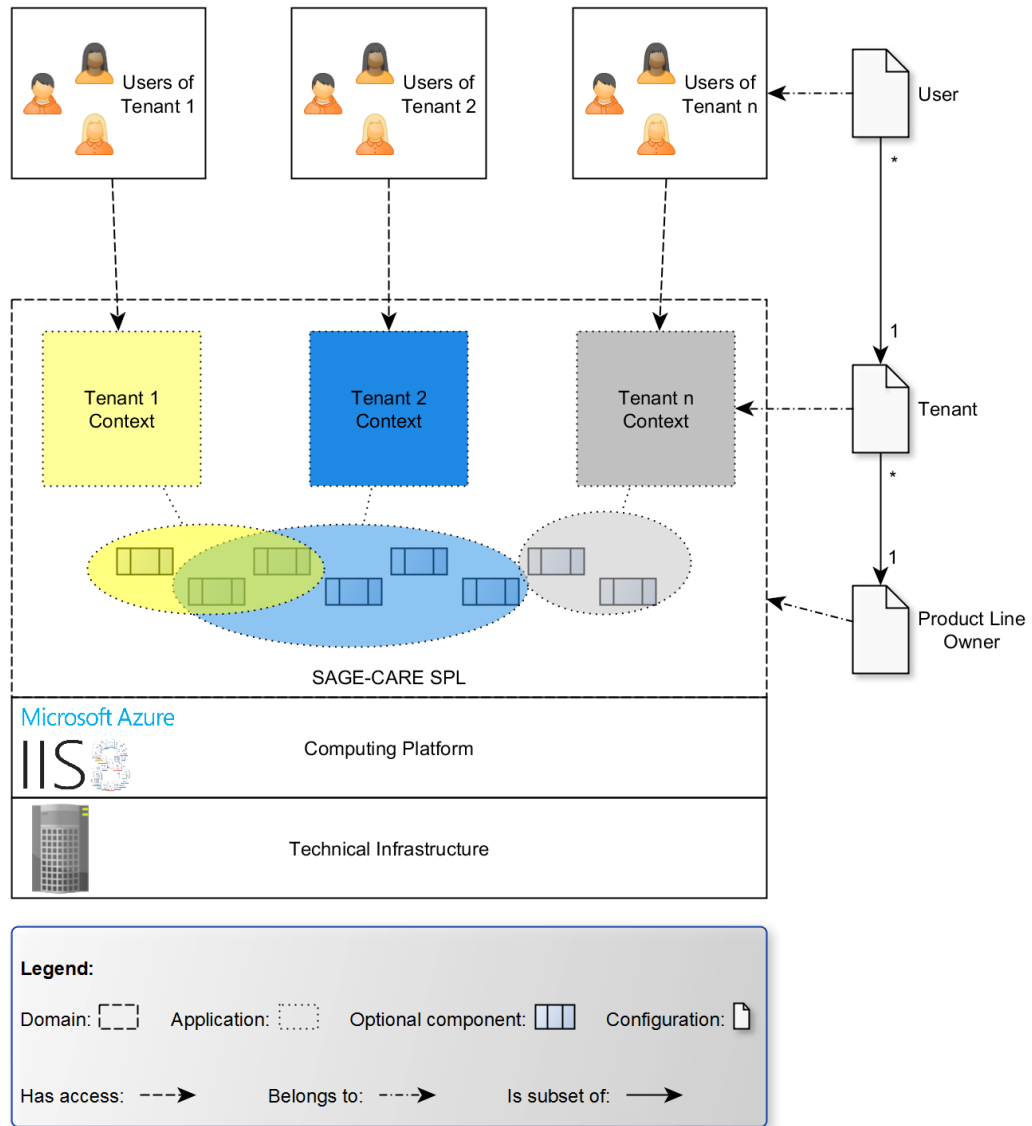 Users of
Tenant 1
Users of
Tenant 2
Users of
Tenant n
User
*
1
Tenant 1
Context
Tenant 2
Context
Tenant n
Context
Tenant
*
1
Product Line
Owner
SAGE-CARE SPL
Microsoft Azure
IIS8
Computing Platform
Technical Infrastructure
Legend:
Domain:
Application:
Optional component:
Configuration:
Has access:
Belongs to:
Is subset of: